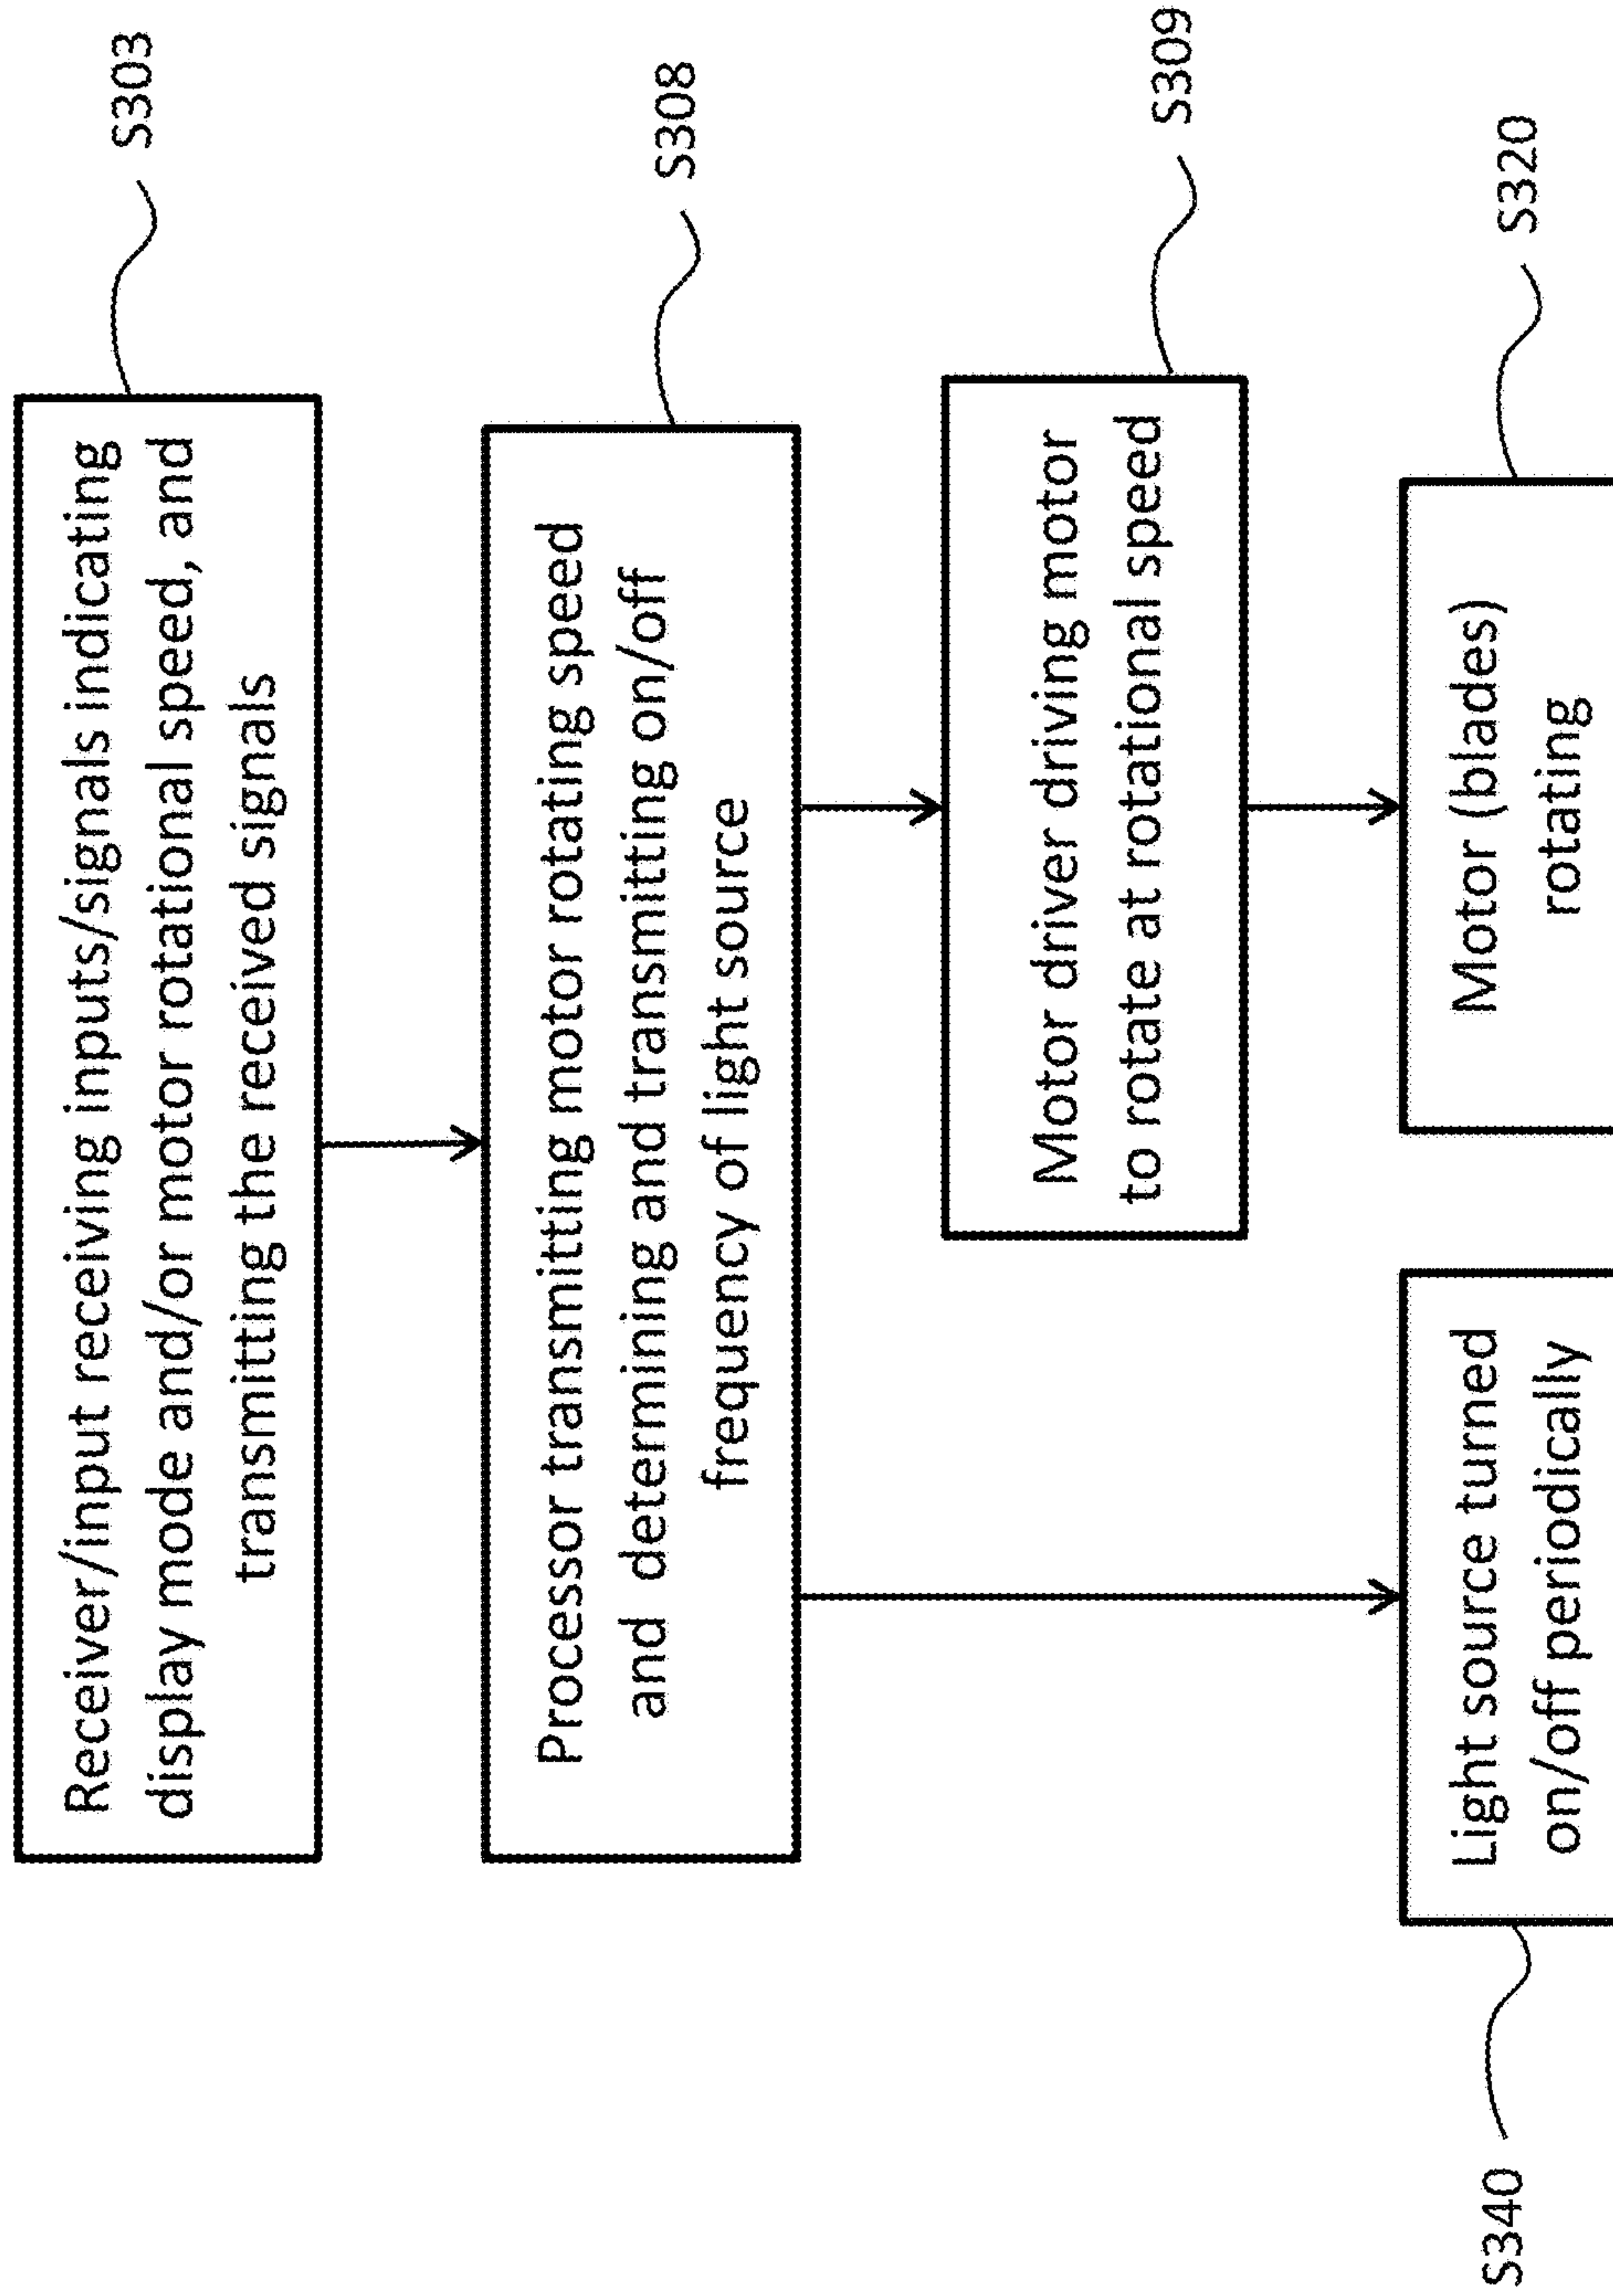 Receiver/input receiving inputs/signals indicating
display mode and/or motor rotational speed, and
transmitting the received signals
S303
Processor transmitting motor rotating speed
and determining and transmitting on/off
frequency of light source
S308
Motor driver driving motor
to rotate at rotational speed
S309
S340
Light source turned
on/off periodically
Motor (blades)
rotating
S320